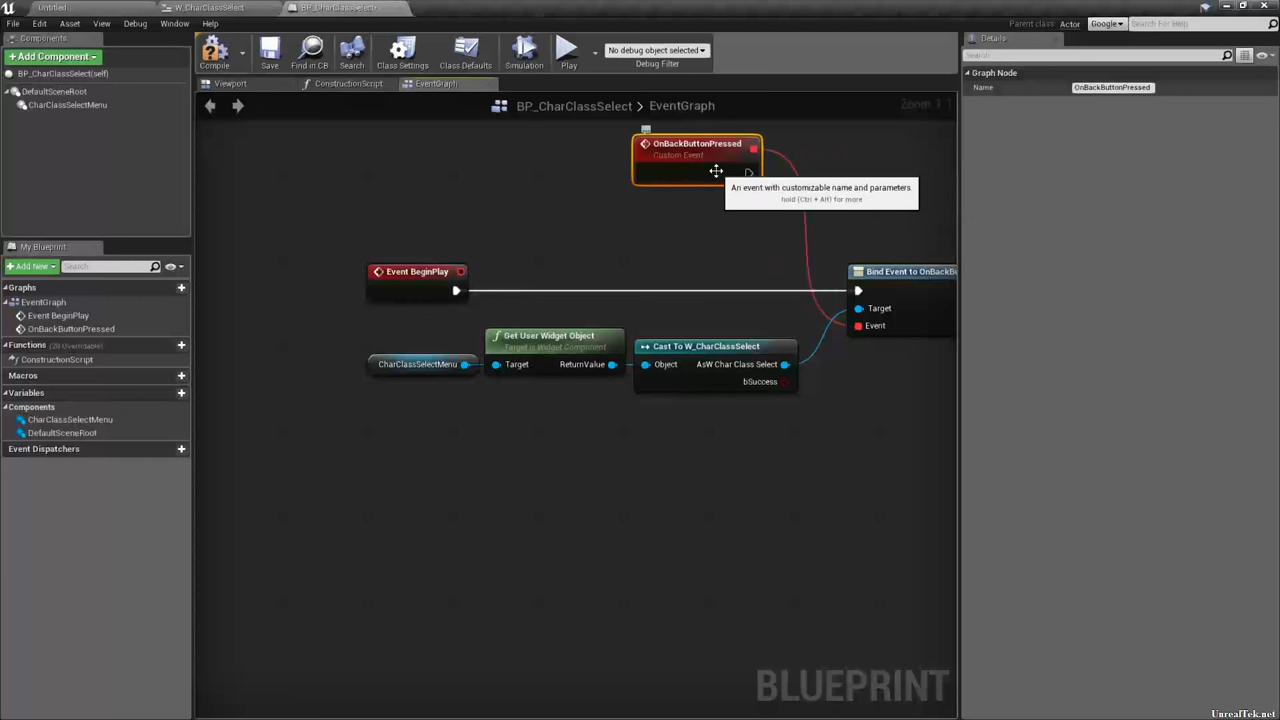 Untitled
W_CharClassSelect
BP_CharClassSelect
File Edit Asset View Debug Window Help
Parent class: Actor
Google
Search For Help
Components
Add Component
BP_CharClassSelect(self)
DefaultSceneRoot
CharClassSelectMenu
Compile
Save
Find in CB
Search
Class Settings
Class Defaults
Simulation
Play
No debug object selected
Debug Filter
Viewport
ConstructionScript
EventGraph
BP_CharClassSelect > EventGraph
Zoom 1:1
OnBackButtonPressed
Custom Event
An event with customizable name and parameters.
hold (Ctrl + Alt) for more
Event BeginPlay
Bind Event to OnBackBu
Target
Event
CharClassSelectMenu
Get User Widget Object
Target is Widget Component
Target
ReturnValue
Cast To W_CharClassSelect
Object
AsW Char Class Select
bSuccess
BLUEPRINT
My Blueprint
Add New
Search
Graphs
EventGraph
Event BeginPlay
OnBackButtonPressed
Functions (20 Overridable)
ConstructionScript
Macros
Variables
Components
CharClassSelectMenu
DefaultSceneRoot
Event Dispatchers
Details
Search
Graph Node
Name
OnBackButtonPressed
UnrealTek.net